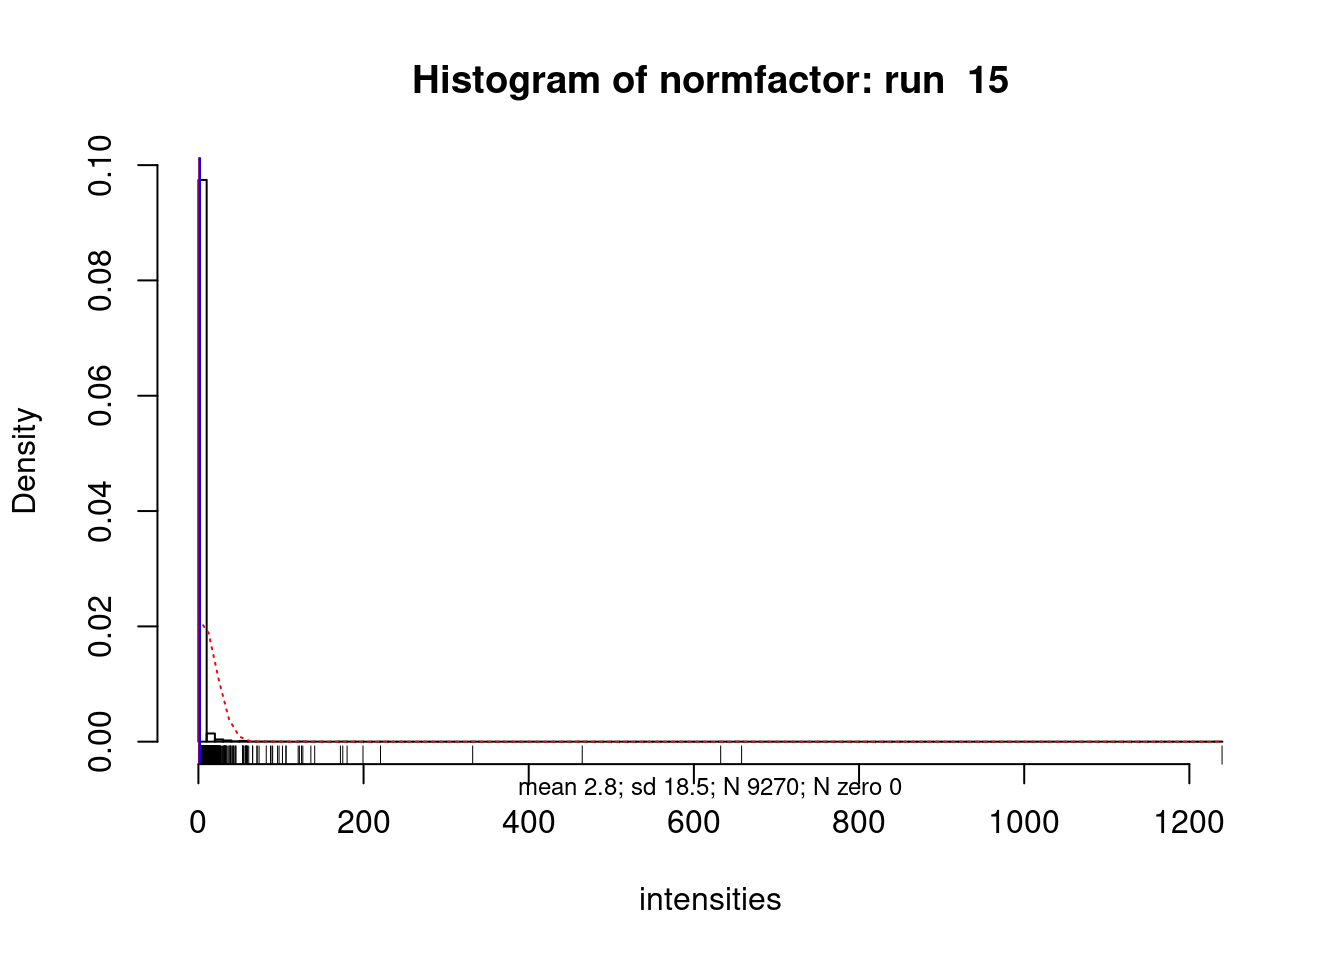 Histogram of normfactor: run  15
Density
0.10
0.08
0.06
0.04
0.02
0.00
mean 2.8; sd 18.5; N 9270; N zero 0
0 200 400 600 800 1000 1200
intensities